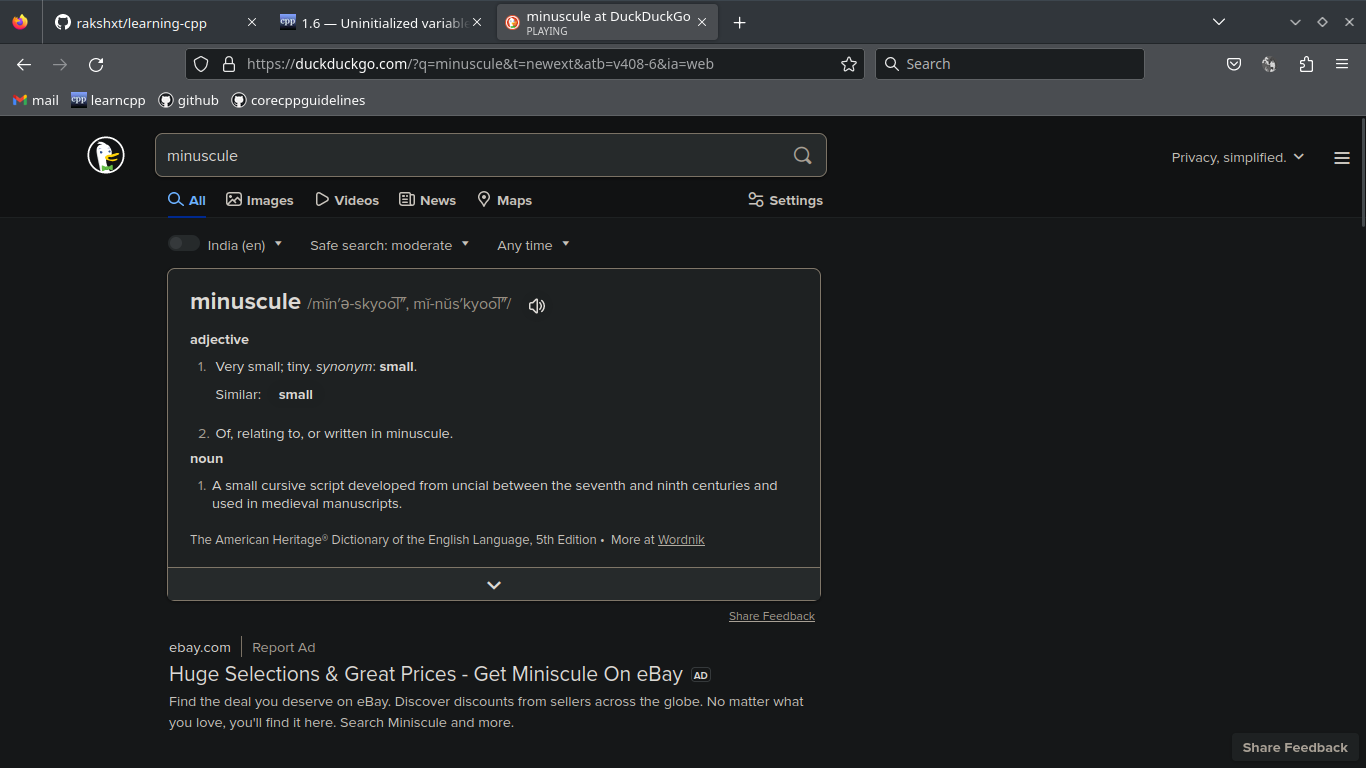 rakshxt/learning-cpp
1.6 — Uninitialized variable
minuscule at DuckDuckGo
PLAYING
https://duckduckgo.com/?q=minuscule&t=newext&atb=v408-6&ia=web
Search
mail
cpp learncpp
github
corecppguidelines
minuscule
Privacy, simplified.
All Images Videos News Maps Settings
India (en) Safe search: moderate Any time
minuscule /mĭn′ə-skyoo͞l″, mĭ-nŭs′kyoo͞l″/
adjective
1. Very small; tiny. synonym: small.
Similar: small
2. Of, relating to, or written in minuscule.
noun
1. A small cursive script developed from uncial between the seventh and ninth centuries and
used in medieval manuscripts.
The American Heritage® Dictionary of the English Language, 5th Edition • More at Wordnik
Share Feedback
ebay.com Report Ad
Huge Selections & Great Prices - Get Miniscule On eBay AD
Find the deal you deserve on eBay. Discover discounts from sellers across the globe. No matter what
you love, you'll find it here. Search Miniscule and more.
Share Feedback